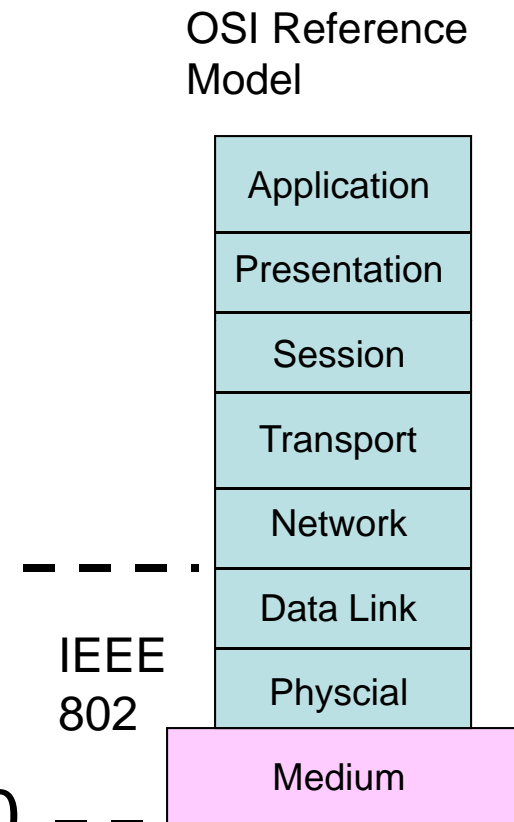 OSI Reference
Model
Application
Presentation
Session
Transport
Network
Data Link
IEEE
802
Physcial
Medium